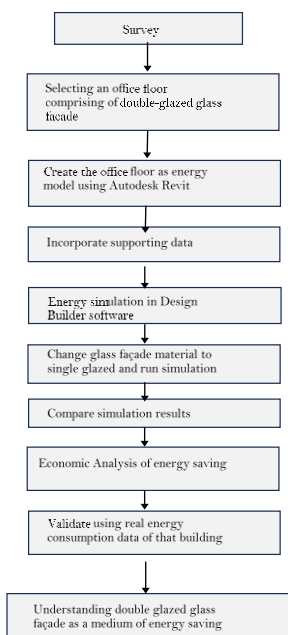 Survey
Selecting an office floor
comprising of double-glazed glass
facade
Create the office floor as energy
model using Autodesk Revit
Incorporate supporting data
Energy simulation in Design
Builder software
Change glass façade material to
single glazed and run simulation
Compare simulation results
Economic Analysis of energy saving
Validate using real energy
consumption data of that building
Understanding double glazed glass
façade as a medium of energy saving